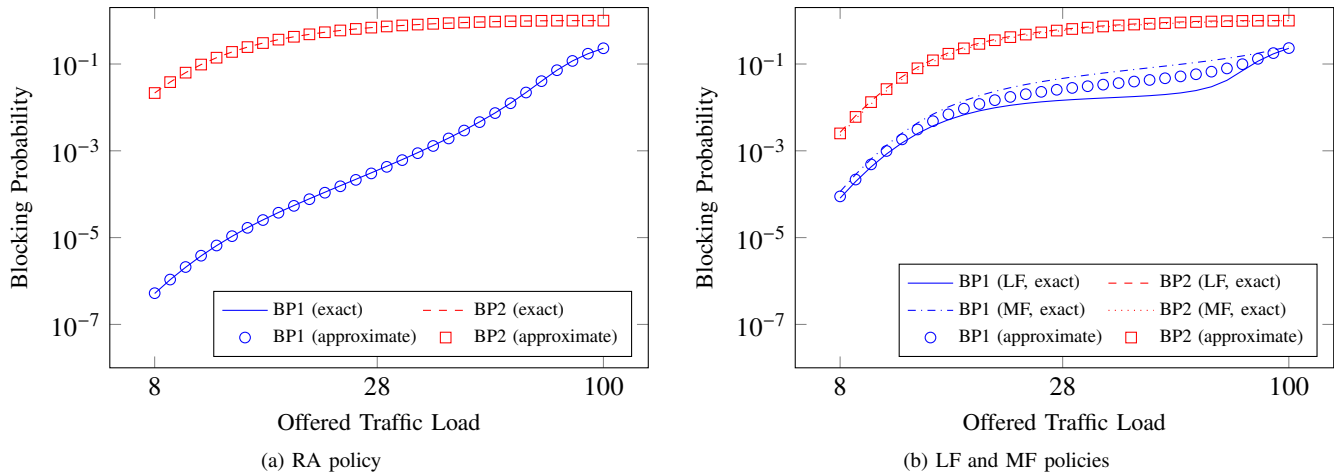 Blocking Probability
10^{-1}
10^{-3}
10^{-5}
10^{-7}
BP1 (exact) BP2 (exact)
BP1 (approximate) BP2 (approximate)
8 28 100
Offered Traffic Load
(a) RA policy
Blocking Probability
10^{-1}
10^{-3}
10^{-5}
10^{-7}
BP1 (LF, exact) BP2 (LF, exact)
BP1 (MF, exact) BP2 (MF, exact)
BP1 (approximate) BP2 (approximate)
8 28 100
Offered Traffic Load
(b) LF and MF policies